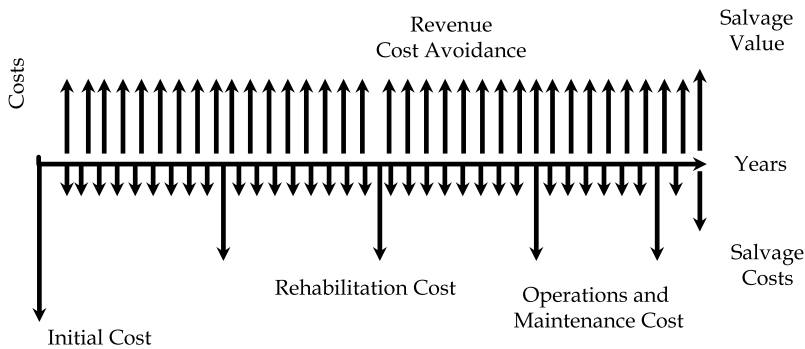 Revenue
Cost Avoidance
Salvage
Value
Costs
Years
Salvage
Costs
Rehabilitation Cost
Operations and
Maintenance Cost
Initial Cost